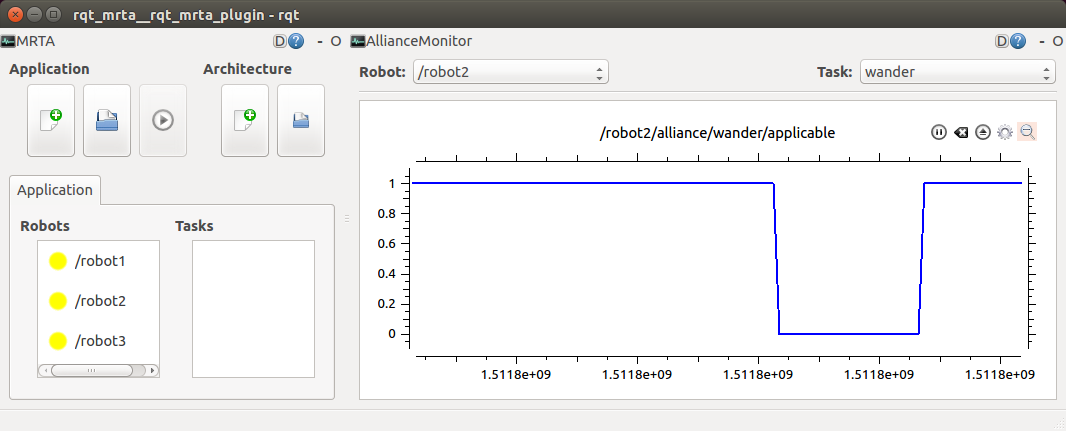 rqt_mrta__rqt_mrta_plugin - rqt
MRTA
D ? - O
AllianceMonitor
D ? - O
Application
Architecture
Robot: /robot2
Task: wander
Application
Robots
Tasks
/robot1
/robot2
/robot3
/robot2/alliance/wander/applicable
1
0.8
0.6
0.4
0.2
0
1.5118e+09 1.5118e+09 1.5118e+09 1.5118e+09 1.5118e+09